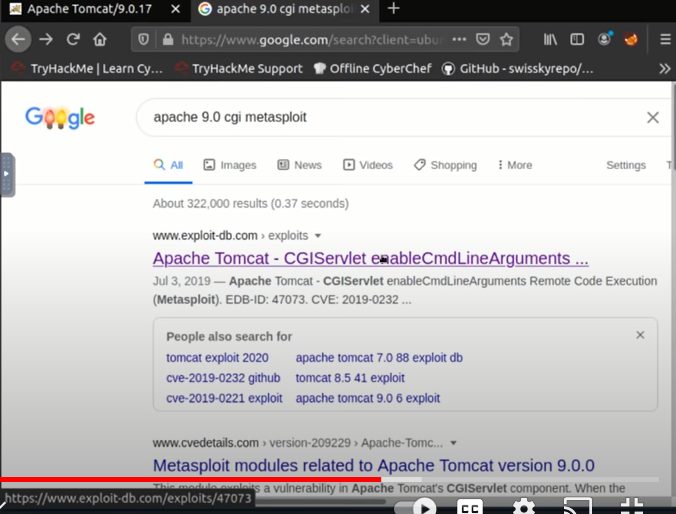 Apache Tomcat/9.0.17
apache 9.0 cgi metasploi
https://www.google.com/search?client=ubu
TryHackMe | Learn Cy...
TryHackMe Support
Offline CyberChef
GitHub - swisskyrepo/...
Google
apache 9.0 cgi metasploit
All
Images
News
Videos
Shopping
More
Settings
T
About 322,000 results (0.37 seconds)
www.exploit-db.com › exploits
Apache Tomcat - CGIServlet enableCmdLineArguments ...
Jul 3, 2019 — Apache Tomcat - CGIServlet enableCmdLineArguments Remote Code Execution
(Metasploit). EDB-ID: 47073. CVE: 2019-0232 ...
People also search for
tomcat exploit 2020
apache tomcat 7.0 88 exploit db
cve-2019-0232 github
tomcat 8.5 41 exploit
cve-2019-0221 exploit
apache tomcat 9.0 6 exploit
www.cvedetails.com › version-209229 › Apache-Tomc...
Metasploit modules related to Apache Tomcat version 9.0.0
This module exploits a vulnerability in Apache Tomcat's CGIServlet component. When the
https://www.exploit-db.com/exploits/47073
CC